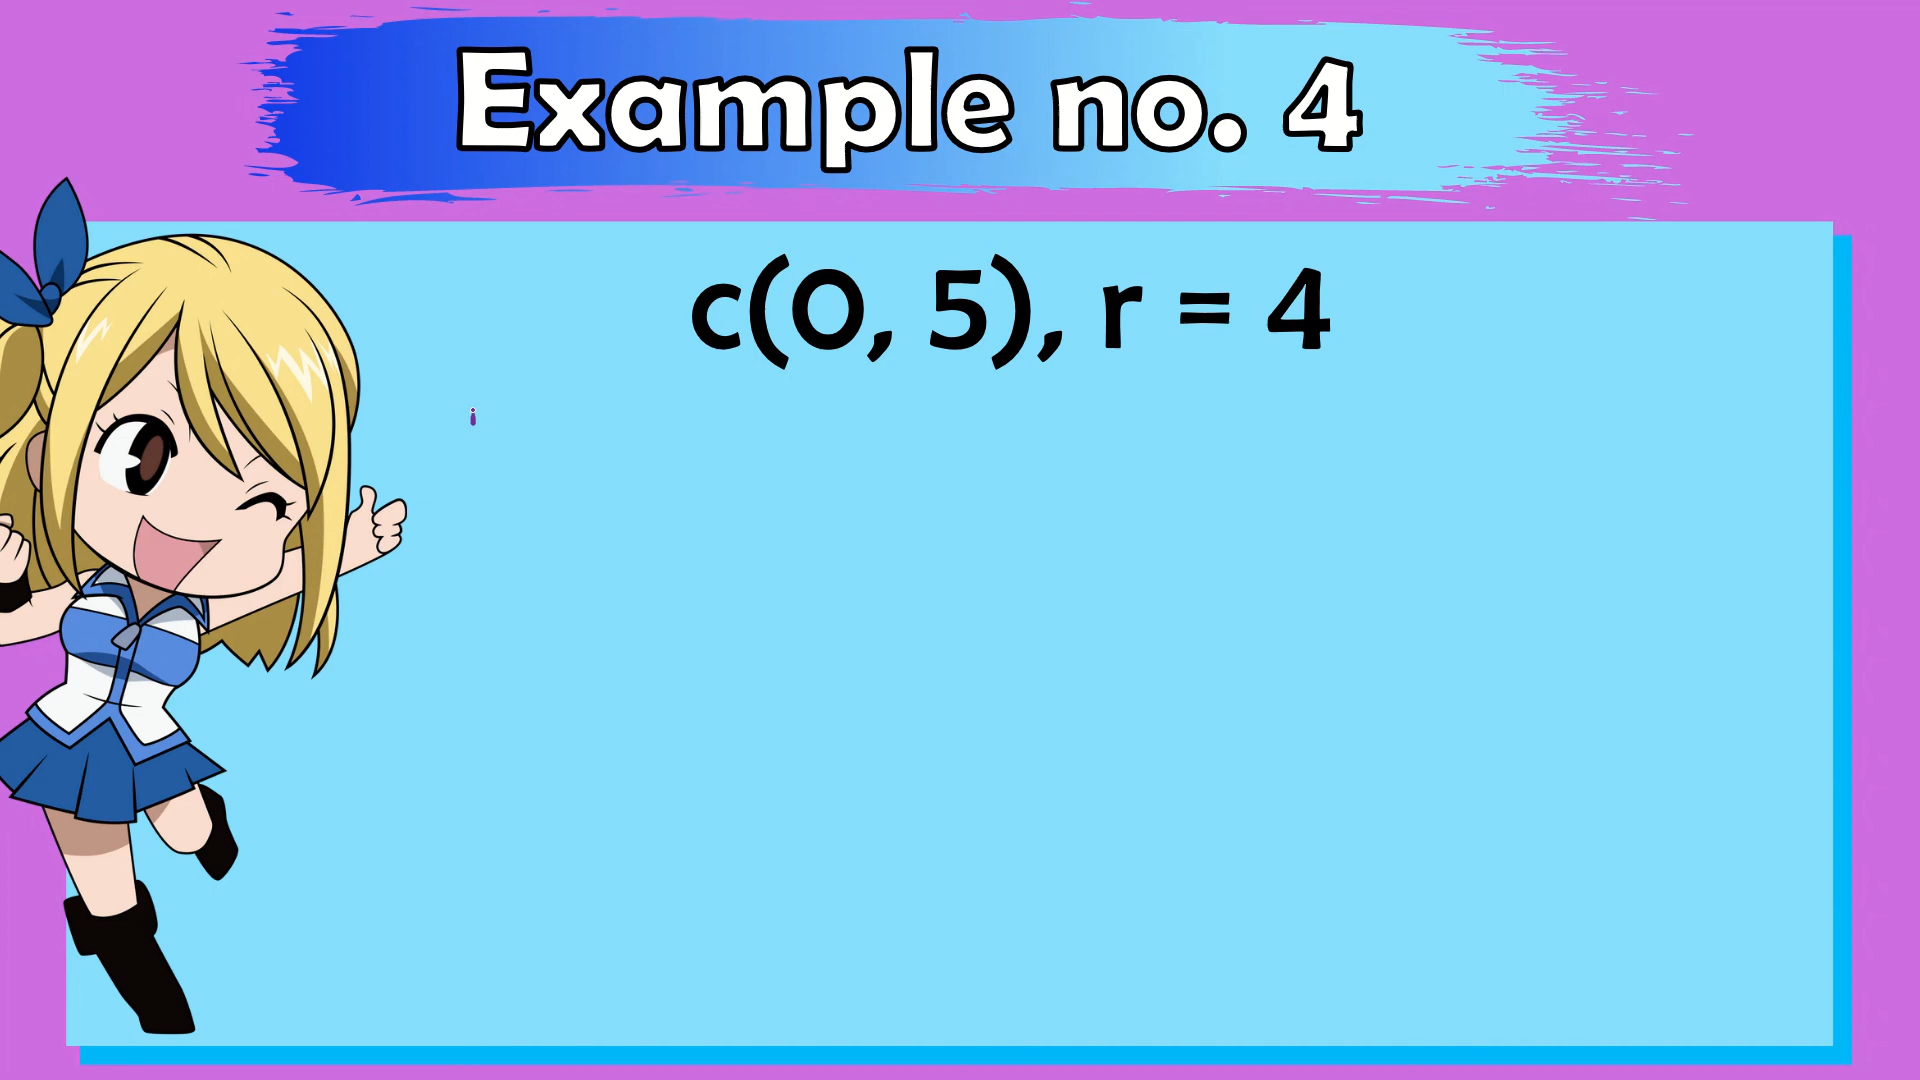 Example no. 4
c(0, 5), r = 4